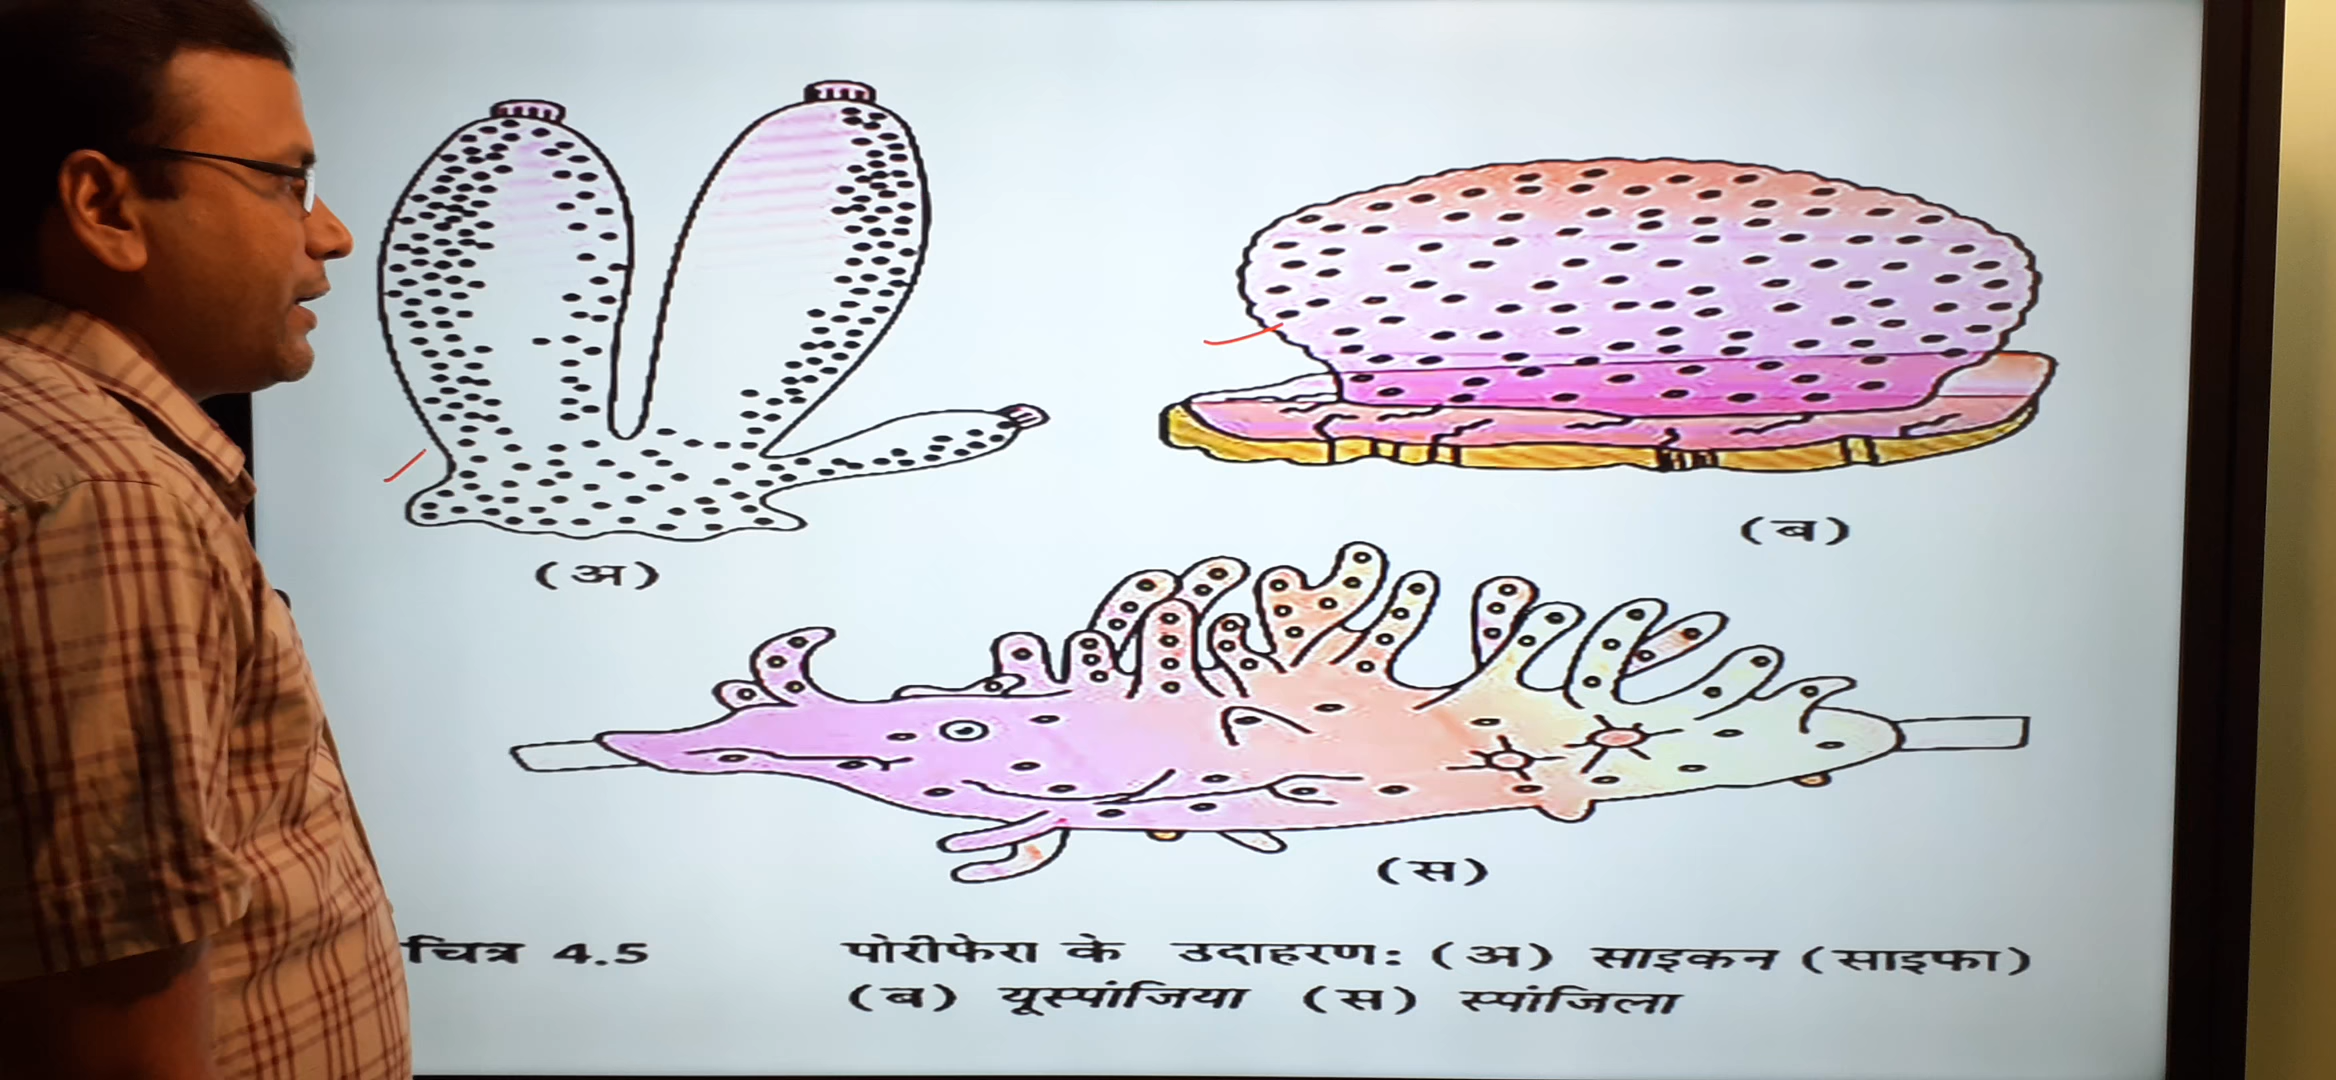 (अ)
(ब)
(स)
चित्र 4.5 पोरीफेरा के उदाहरण: (अ) साइकन (साइफा)
(ब) यूस्पांजिया (स) स्पांजिला